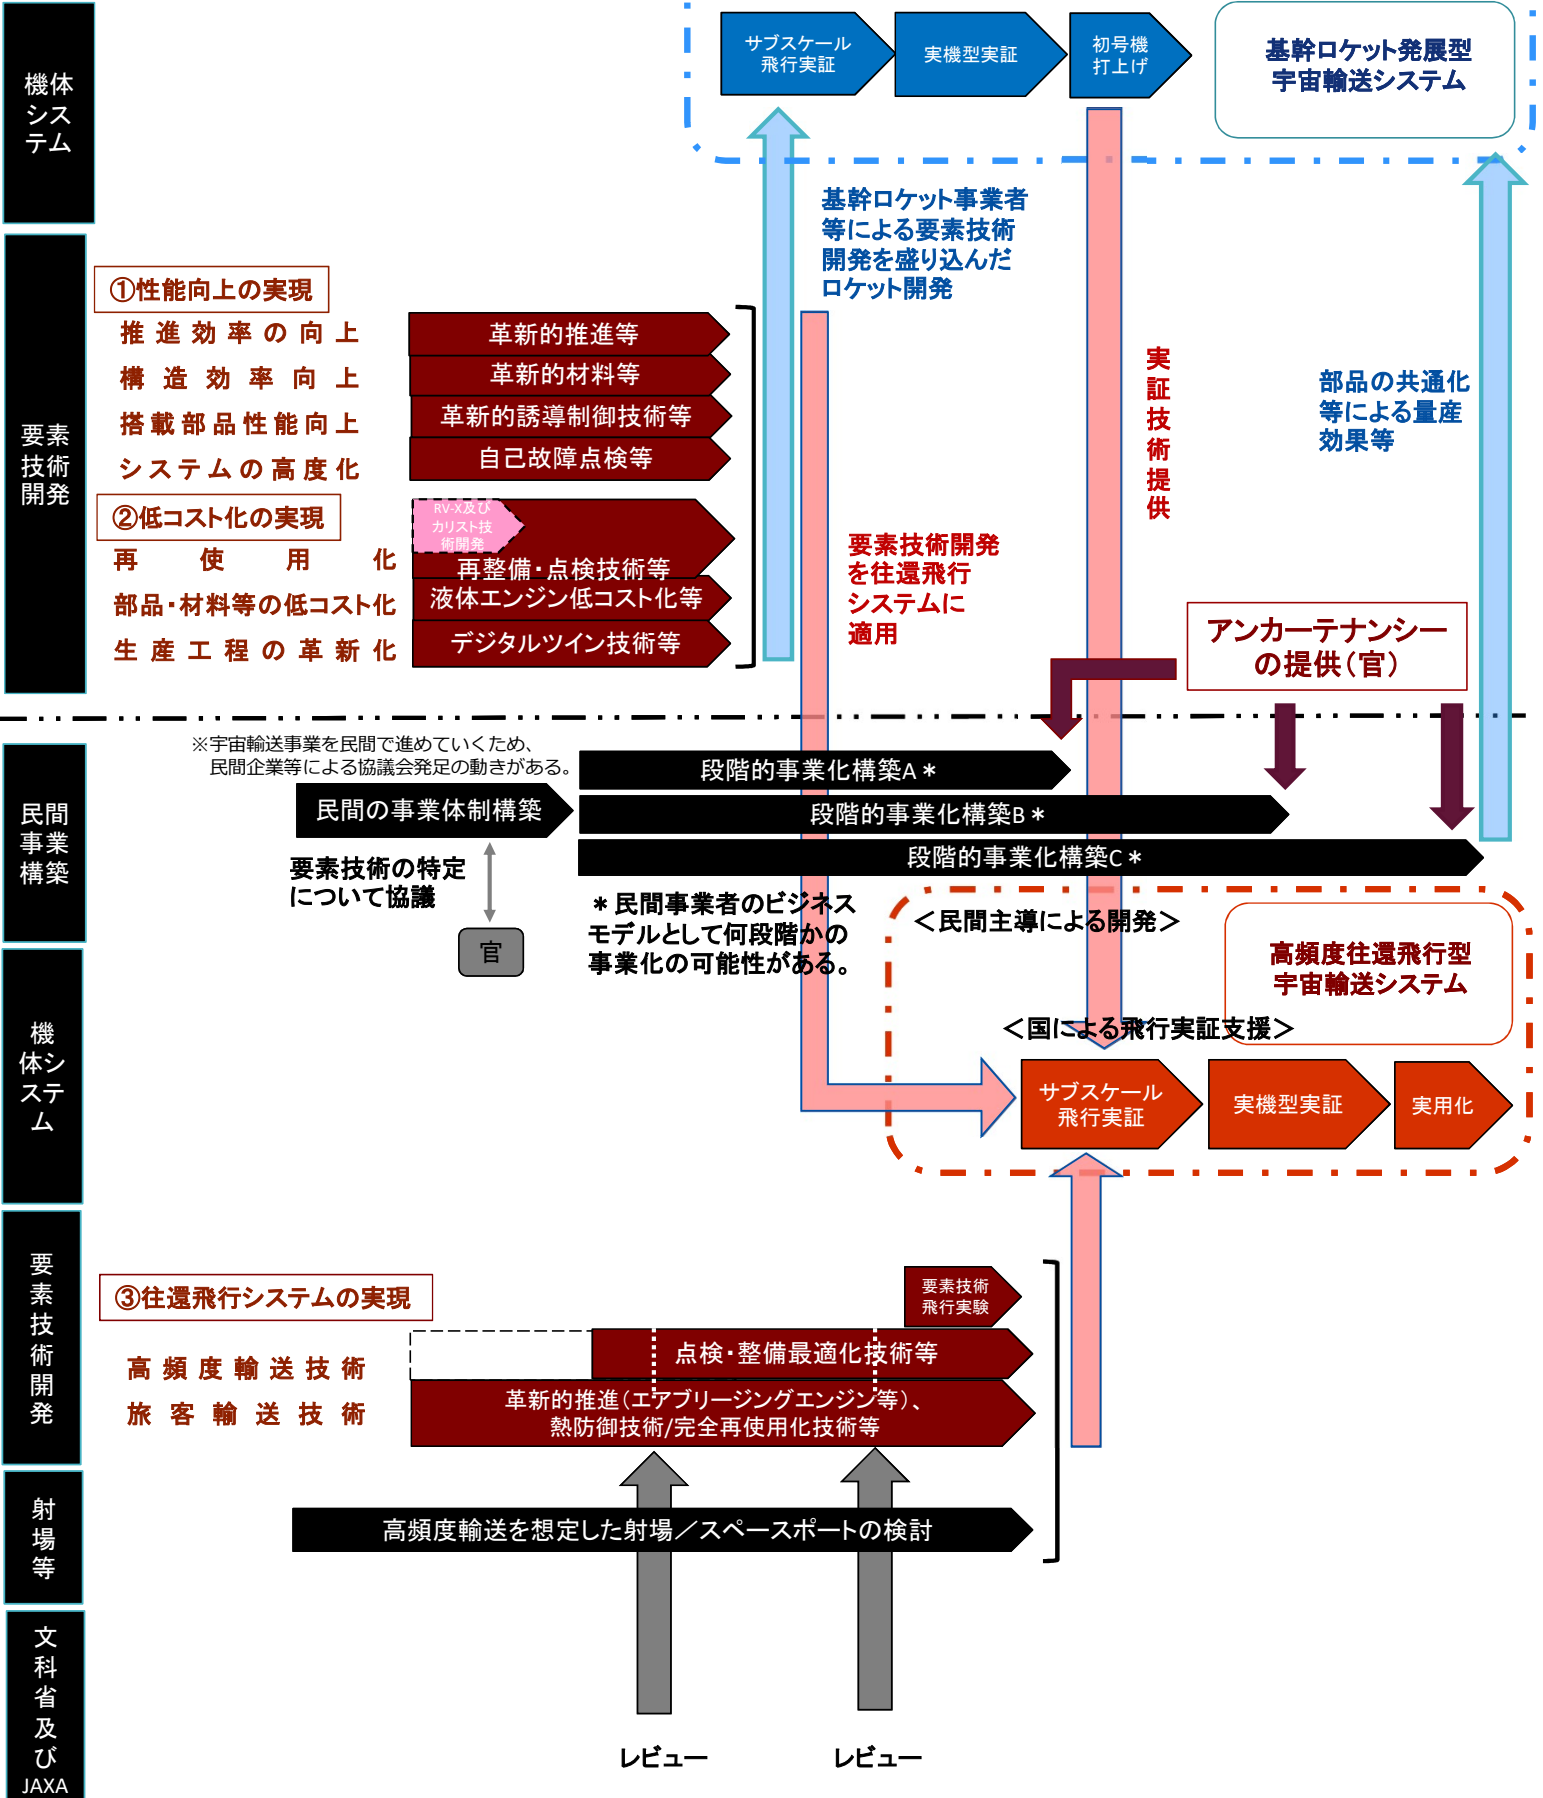 機体
シス
テム
サブスケール
飛行実証
実機型実証
初号機
打上げ
基幹ロケット発展型
宇宙輸送システム
基幹ロケット事業者
等による要素技術
開発を盛り込んだ
ロケット開発
要素
技術
開発
①性能向上の実現
推進効率の向上
革新的推進等
構造効率向上
革新的材料等
搭載部品性能向上
革新的誘導制御技術等
システムの高度化
自己故障点検等
②低コスト化の実現
RV-X及び
カリスト技
術開発
再使用化
再整備・点検技術等
部品・材料等の低コスト化
液体エンジン低コスト化等
生産工程の革新化
デジタルツイン技術等
実証技術提供
部品の共通化
等による量産
効果等
要素技術開発
を往還飛行
システムに
適用
アンカーテナンシー
の提供（官）
民間
事業
構築
※宇宙輸送事業を民間で進めていくため、
民間企業等による協議会発足の動きがある。
民間の事業体制構築
段階的事業化構築A＊
段階的事業化構築B＊
段階的事業化構築C＊
要素技術の特定
について協議
官
＊民間事業者のビジネス
モデルとして何段階かの
事業化の可能性がある。
＜民間主導による開発＞
高頻度往還飛行型
宇宙輸送システム
＜国による飛行実証支援＞
機
体シ
ステ
ム
サブスケール
飛行実証
実機型実証
実用化
要
素
技
術
開
発
③往還飛行システムの実現
要素技術
飛行実験
高頻度輸送技術
点検・整備最適化技術等
旅客輸送技術
革新的推進（エアブリージングエンジン等）、
熱防御技術/完全再使用化技術等
射
場
等
高頻度輸送を想定した射場／スペースポートの検討
文
科
省
及
び
JAXA
レビュー
レビュー